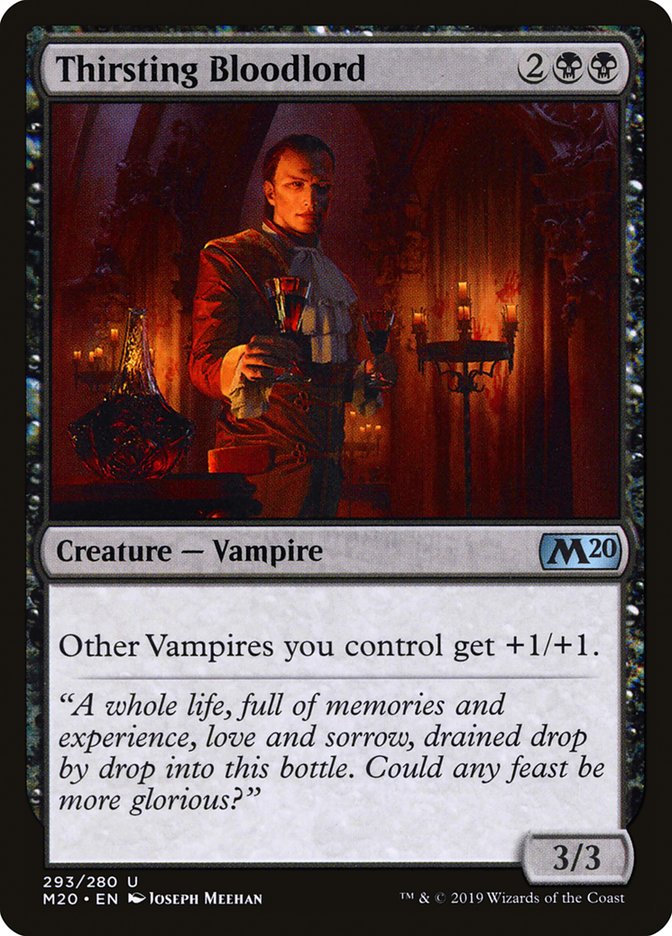 Thirsting Bloodlord 2
Creature — Vampire M20
Other Vampires you control get +1/+1.
“A whole life, full of memories and
experience, love and sorrow, drained drop
by drop into this bottle. Could any feast be
more glorious?”
3/3
293/280 U
M20 • EN Joseph Meehan ™ & © 2019 Wizards of the Coast